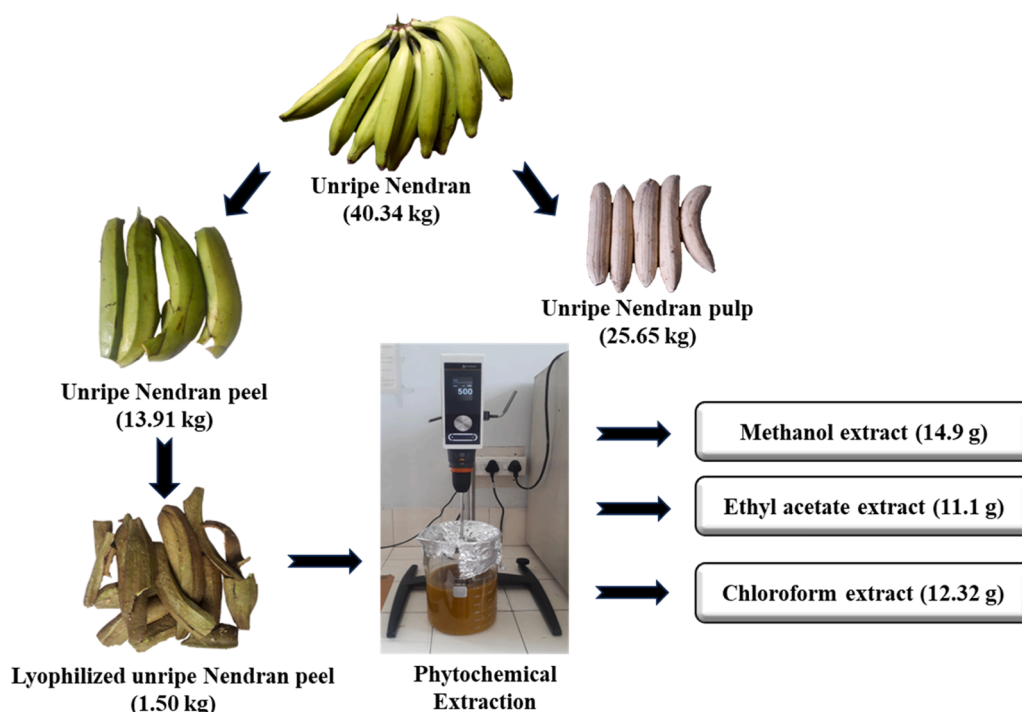 Unripe Nendran
(40.34 kg)
Unripe Nendran pulp
(25.65 kg)
Unripe Nendran peel
(13.91 kg)
500
Methanol extract (14.9 g)
Ethyl acetate extract (11.1 g)
Chloroform extract (12.32 g)
Lyophilized unripe Nendran peel
(1.50 kg)
Phytochemical
Extraction